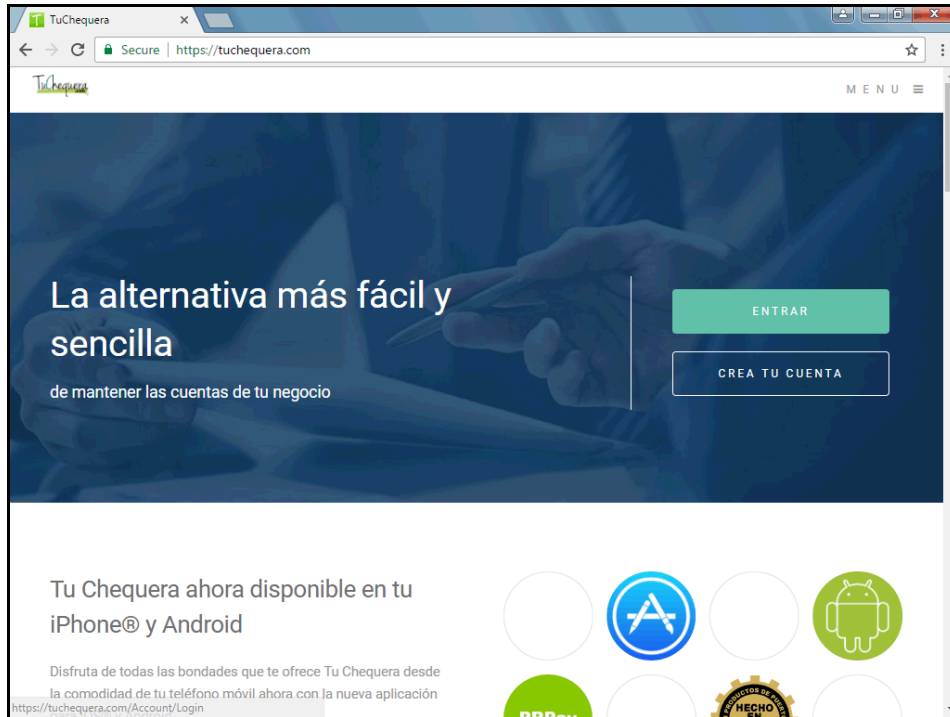 TuChequera
Secure | https://tuchequera.com
TuChequera
MENU
La alternativa más fácil y
sencilla
de mantener las cuentas de tu negocio
ENTRAR
CREA TU CUENTA
Tu Chequera ahora disponible en tu
iPhone® y Android
Disfruta de todas las bondades que te ofrece Tu Chequera desde
la comodidad de tu teléfono móvil ahora con la nueva aplicación
PRODUCTOS DE
HECHO
EN
https://tuchequera.com/Account/Login